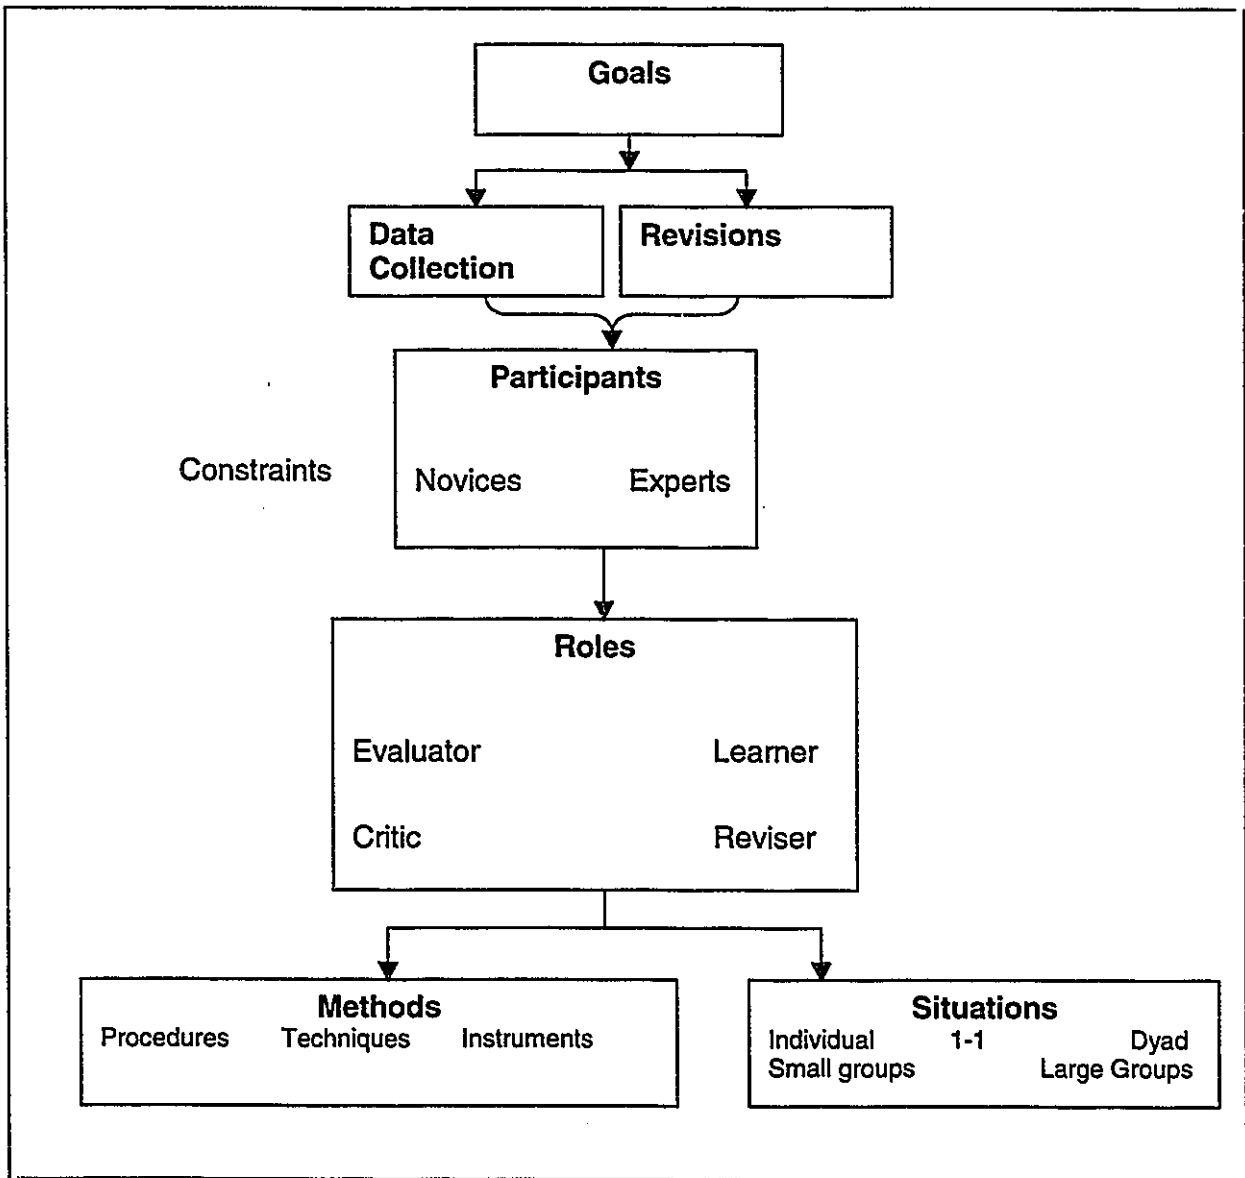 Goals
Data
Collection
Revisions
Participants
Constraints
Novices Experts
Roles
Evaluator Learner
Critic Reviser
Methods
Procedures Techniques Instruments
Situations
Individual 1-1 Dyad
Small groups Large Groups